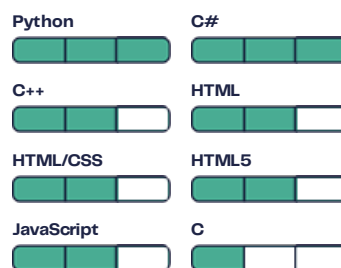 Python
C#
C++
HTML
HTML/CSS
HTML5
JavaScript
C